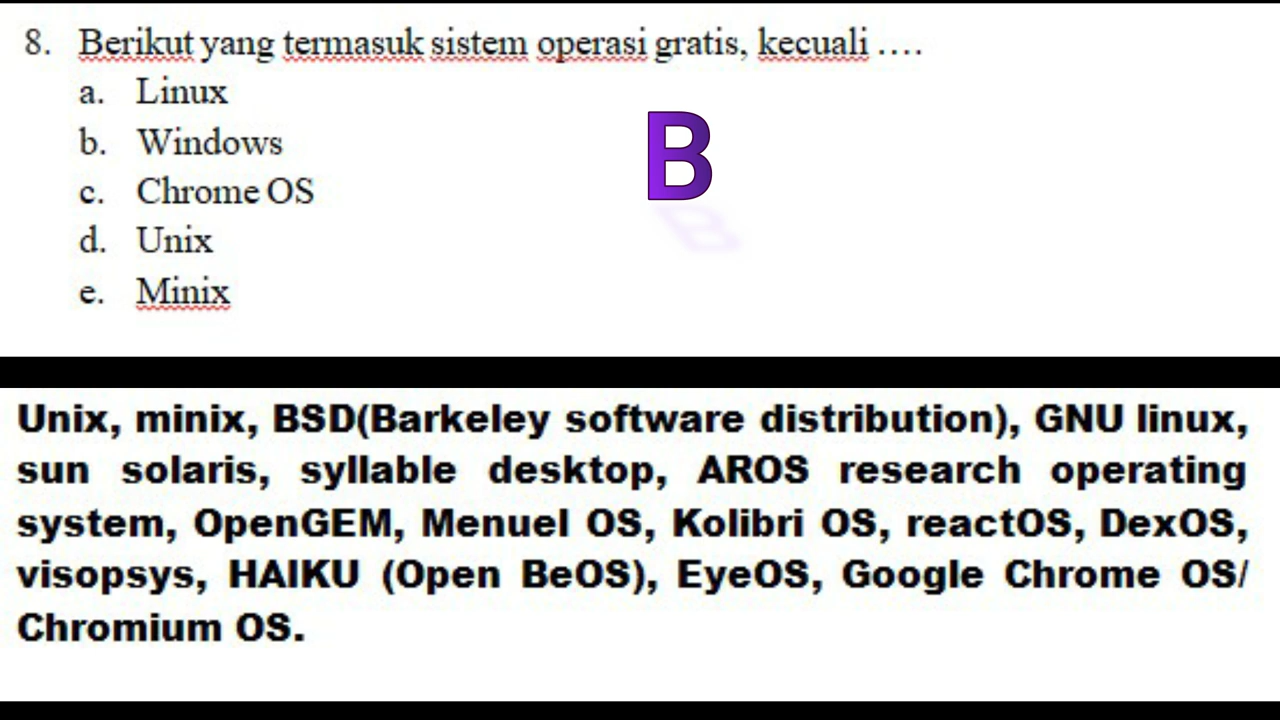 8. Berikut yang termasuk sistem operasi gratis, kecuali ....
a. Linux
b. Windows
c. Chrome OS
d. Unix
e. Minix
B
Unix, minix, BSD(Barkeley software distribution), GNU linux,
sun solaris, syllable desktop, AROS research operating
system, OpenGEM, Menuel OS, Kolibri OS, reactOS, DexOS,
visopsys, HAIKU (Open BeOS), EyeOS, Google Chrome OS/
Chromium OS.